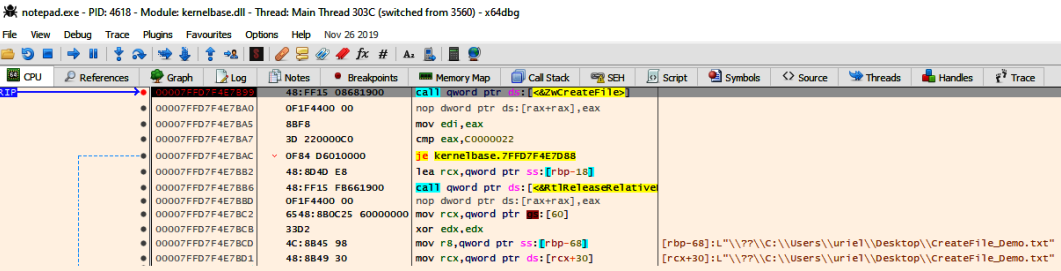 notepad.exe - PID: 4618 - Module: kernelbase.dll - Thread: Main Thread 303C (switched from 3560) - x64dbg
File View Debug Trace Plugins Favourites Options Help Nov 26 2019
CPU References Graph Log Notes Breakpoints Memory Map Call Stack SEH Script Symbols Source Threads Handles Trace
RIP 00007FFD7F4E7B99 48:FF15 08681900 call qword ptr ds:[<&ZwCreateFile>]
00007FFD7F4E7BA0 0F1F4400 00 nop dword ptr ds:[rax+rax],eax
00007FFD7F4E7BA5 8BF8 mov edi,eax
00007FFD7F4E7BA7 3D 220000C0 cmp eax,C0000022
00007FFD7F4E7BAC 0F84 D6010000 je kernelbase.7FFD7F4E7D88
00007FFD7F4E7BB2 48:8D4D E8 lea rcx,qword ptr ss:[rbp-18]
00007FFD7F4E7BB6 48:FF15 FB661900 call qword ptr ds:[<&RtlReleaseRelative
00007FFD7F4E7BBD 0F1F4400 00 nop dword ptr ds:[rax+rax],eax
00007FFD7F4E7BC2 6548:8B0C25 60000000 mov rcx,qword ptr gs:[60]
00007FFD7F4E7BCB 33D2 xor edx,edx
00007FFD7F4E7BCD 4C:8B45 98 mov r8,qword ptr ss:[rbp-68] [rbp-68]:L"\\??\\C:\\Users\\uriel\\Desktop\\CreateFile_Demo.txt"
00007FFD7F4E7BD1 48:8B49 30 mov rcx,qword ptr ds:[rcx+30] [rcx+30]:L"\\??\\C:\\Users\\uriel\\Desktop\\CreateFile_Demo.txt"